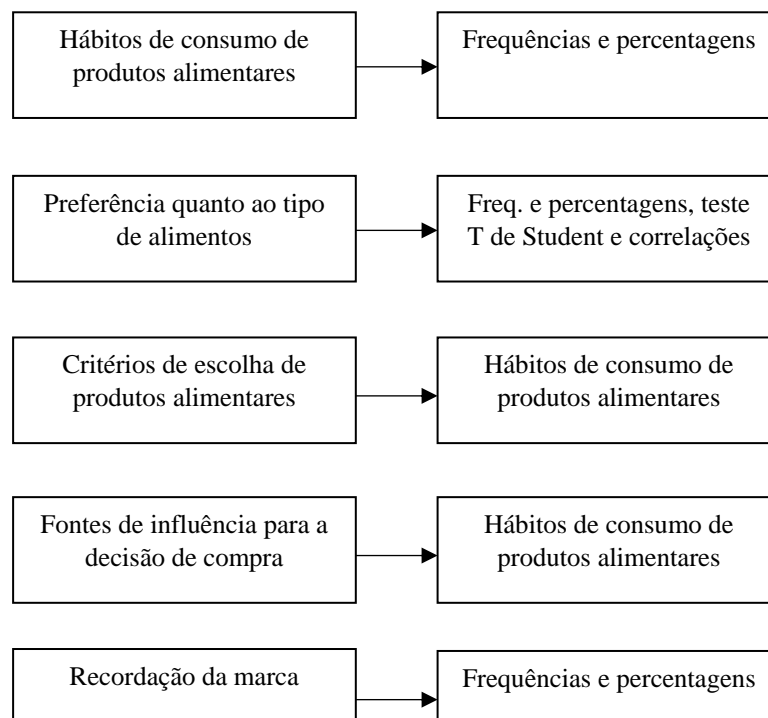 Hábitos de consumo de
produtos alimentares
Frequências e percentagens
Preferência quanto ao tipo
de alimentos
Freq. e percentagens, teste
T de Student e correlações
Critérios de escolha de
produtos alimentares
Hábitos de consumo de
produtos alimentares
Fontes de influência para a
decisão de compra
Hábitos de consumo de
produtos alimentares
Recordação da marca
Frequências e percentagens